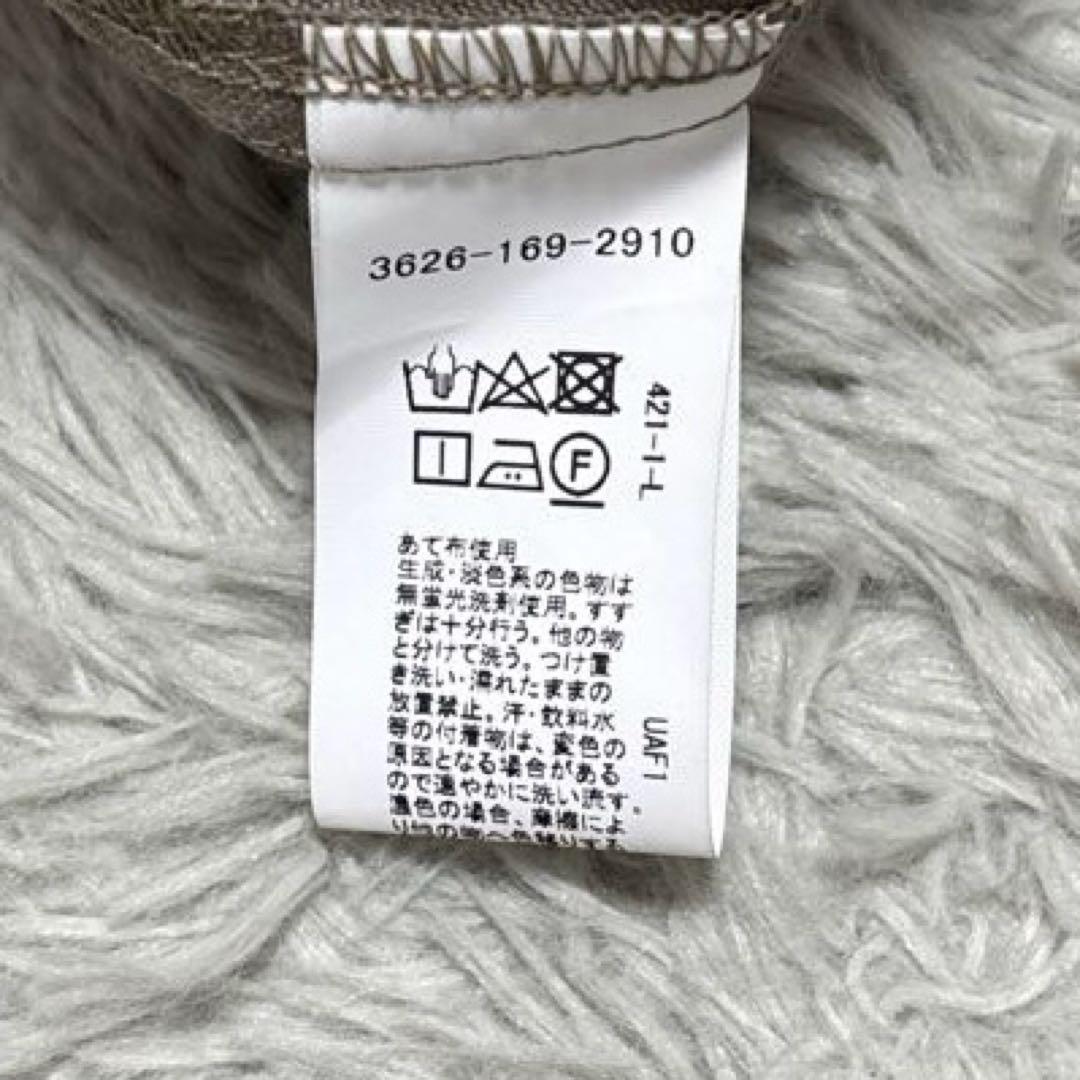 3626-169-2910
421-1-L
F
あて布使用
生成・淡色系の色物は
無蛍光洗剤使用。すす
ぎは十分行う。他の物
と分けて洗う。つけ置
き洗い・濡れたままの
放置禁止。汗・飲料水
等の付着物は、変色の
原因となる場合がある
ので速やかに洗い流す。
濃色の場合、摩擦によ
UAF1